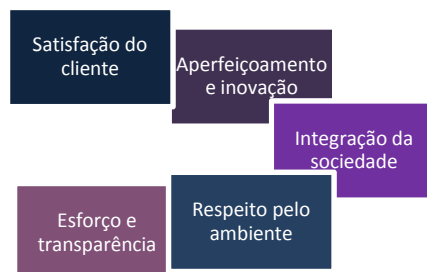 Satisfação do
cliente
Aperfeiçoamento
e inovação
Integração da
sociedade
Respeito pelo
ambiente
Esforço e
transparência